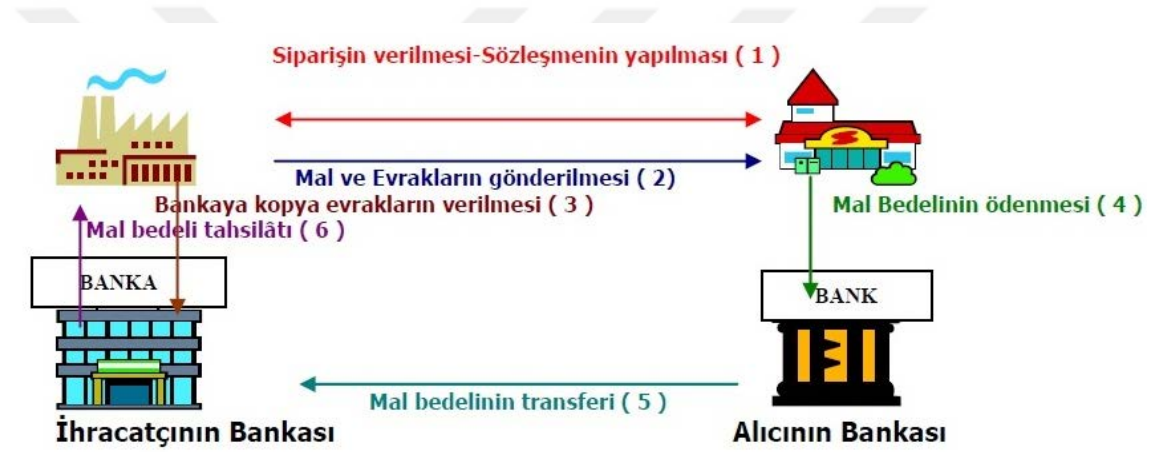 Siparişin verilmesi-Sözleşmenin yapılması ( 1 )
Mal ve Evrakların gönderilmesi ( 2)
Bankaya kopya evrakların verilmesi ( 3 )
Mal Bedelinin ödenmesi ( 4 )
Mal bedeli tahsilâtı ( 6 )
BANKA
BANK
Mal bedelinin transferi ( 5 )
İhracatçının Bankası
Alıcının Bankası